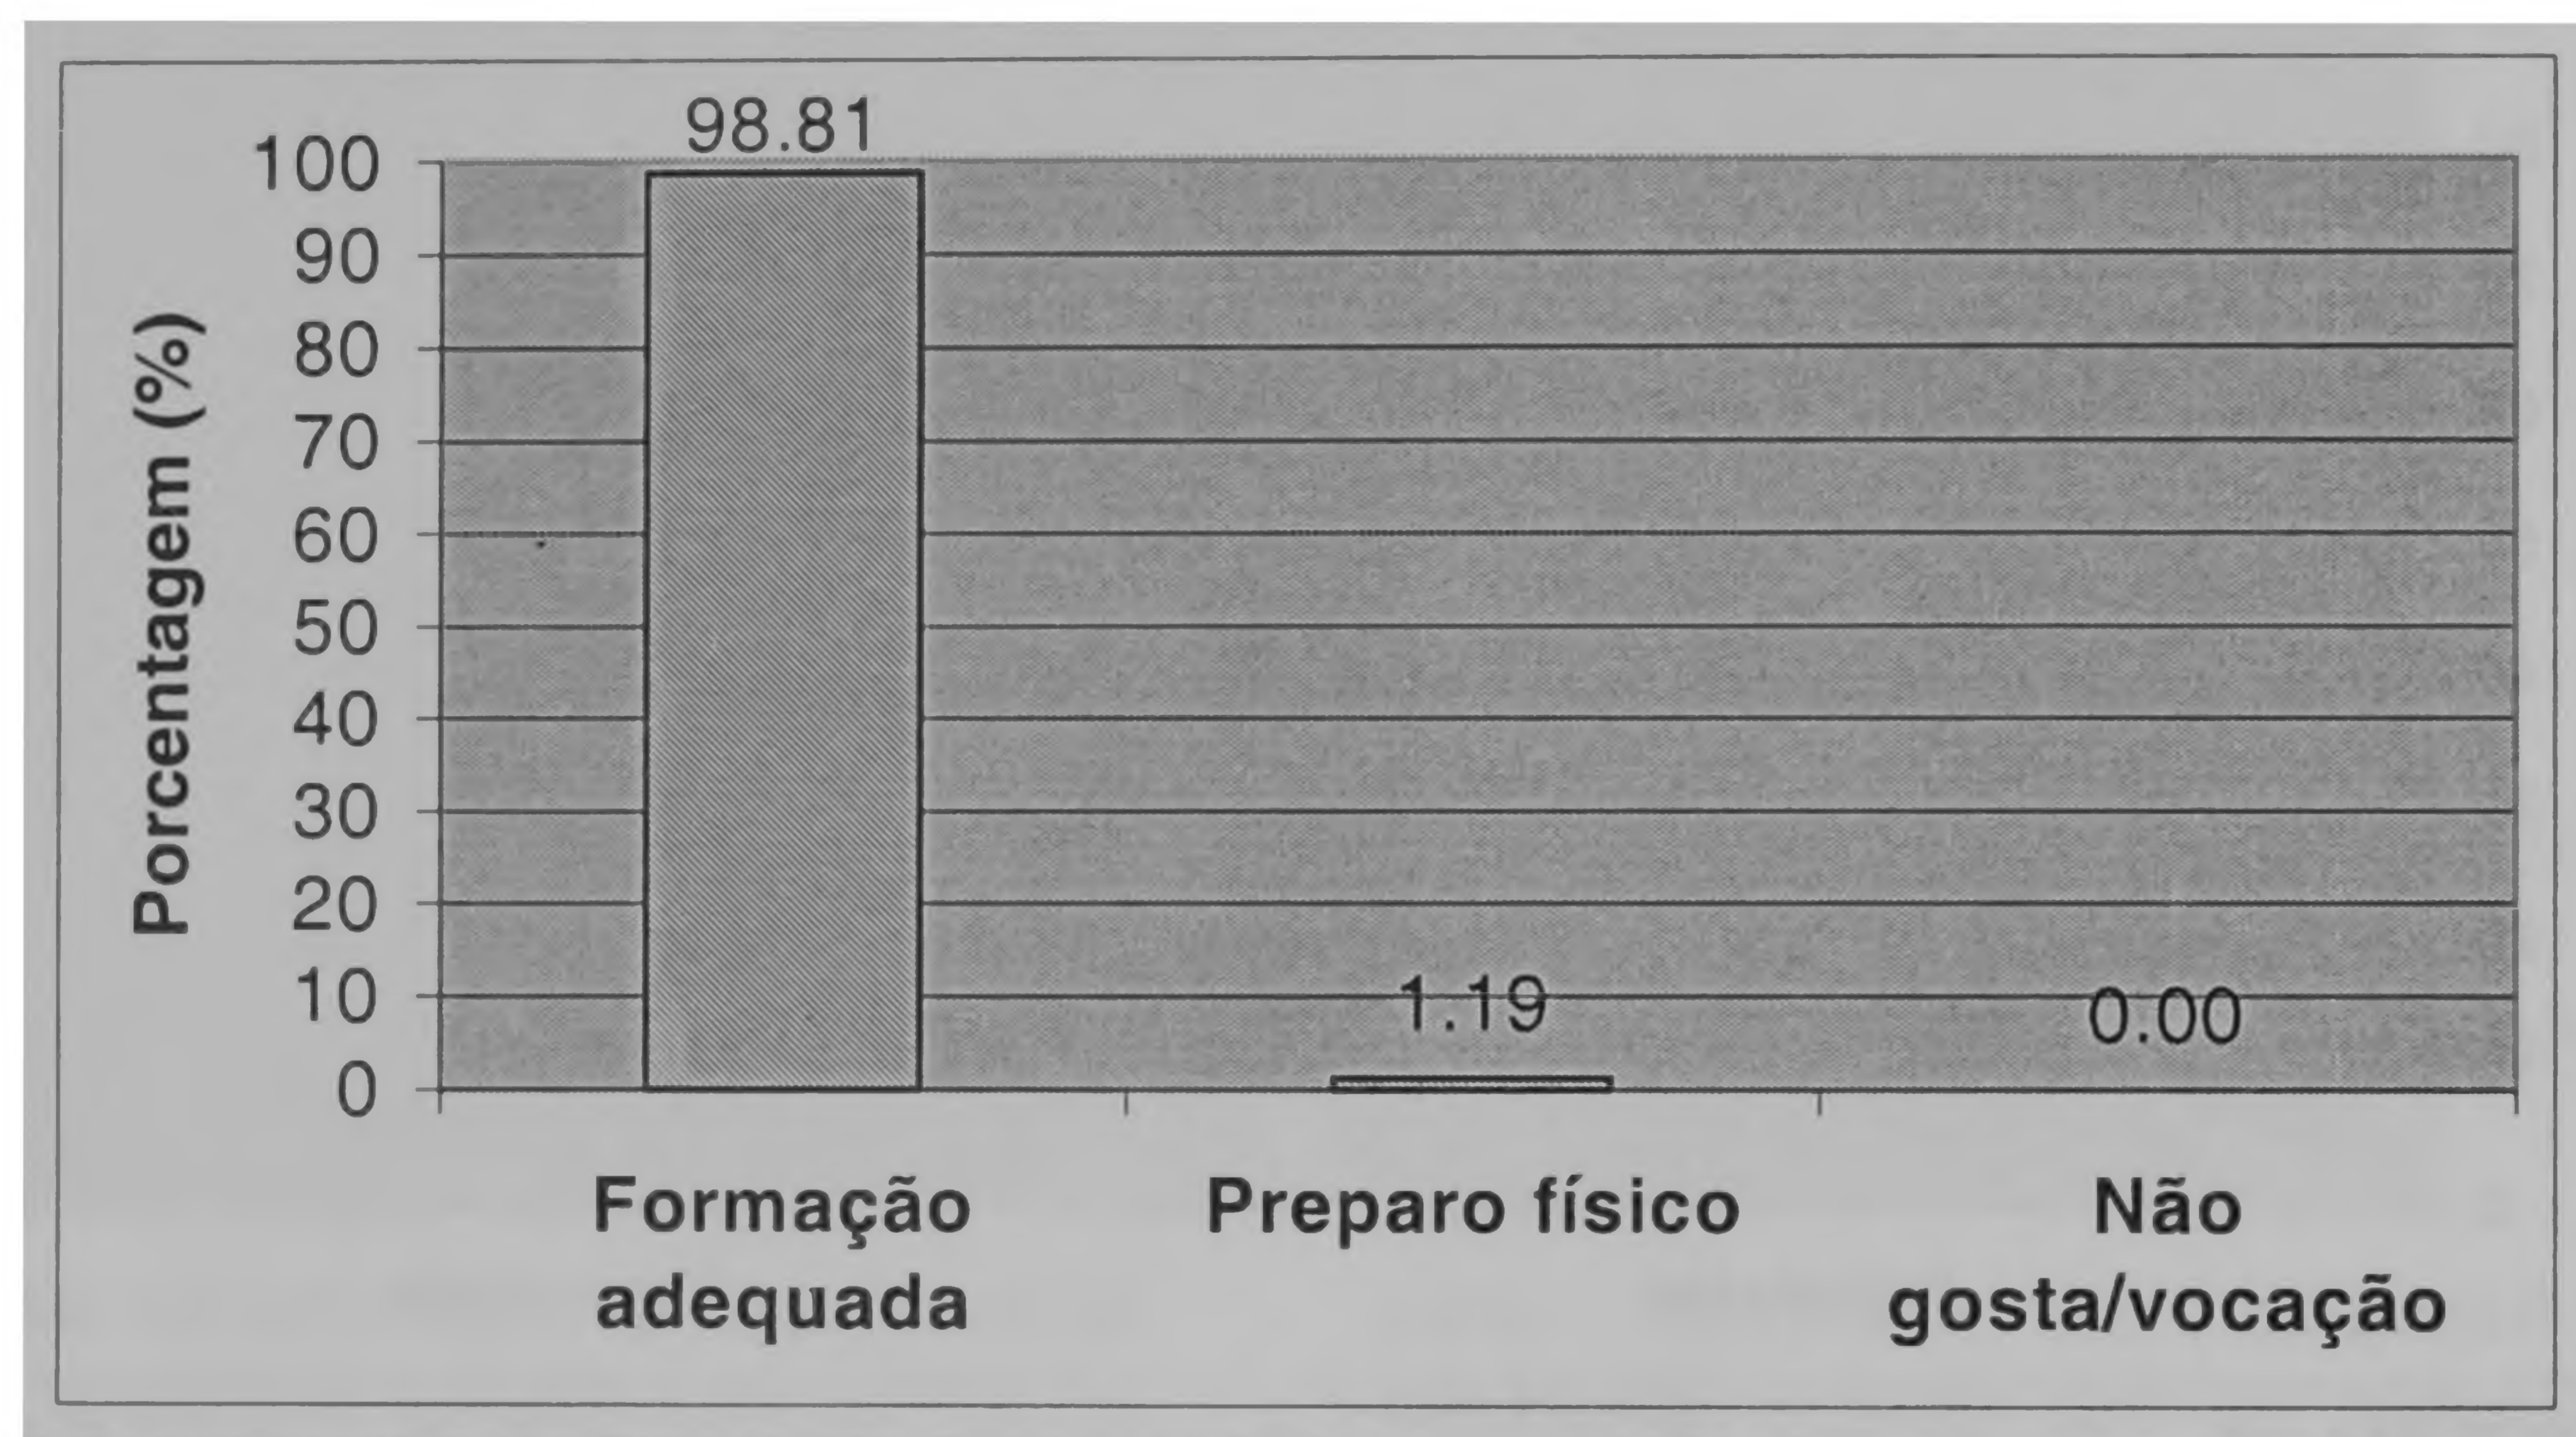 Porcentagem (%)
100
90
80
70
60
50
40
30
20
10
0
98.81
1.19
0.00
Formação
adequada
Preparo físico
Não
gosta/vocação